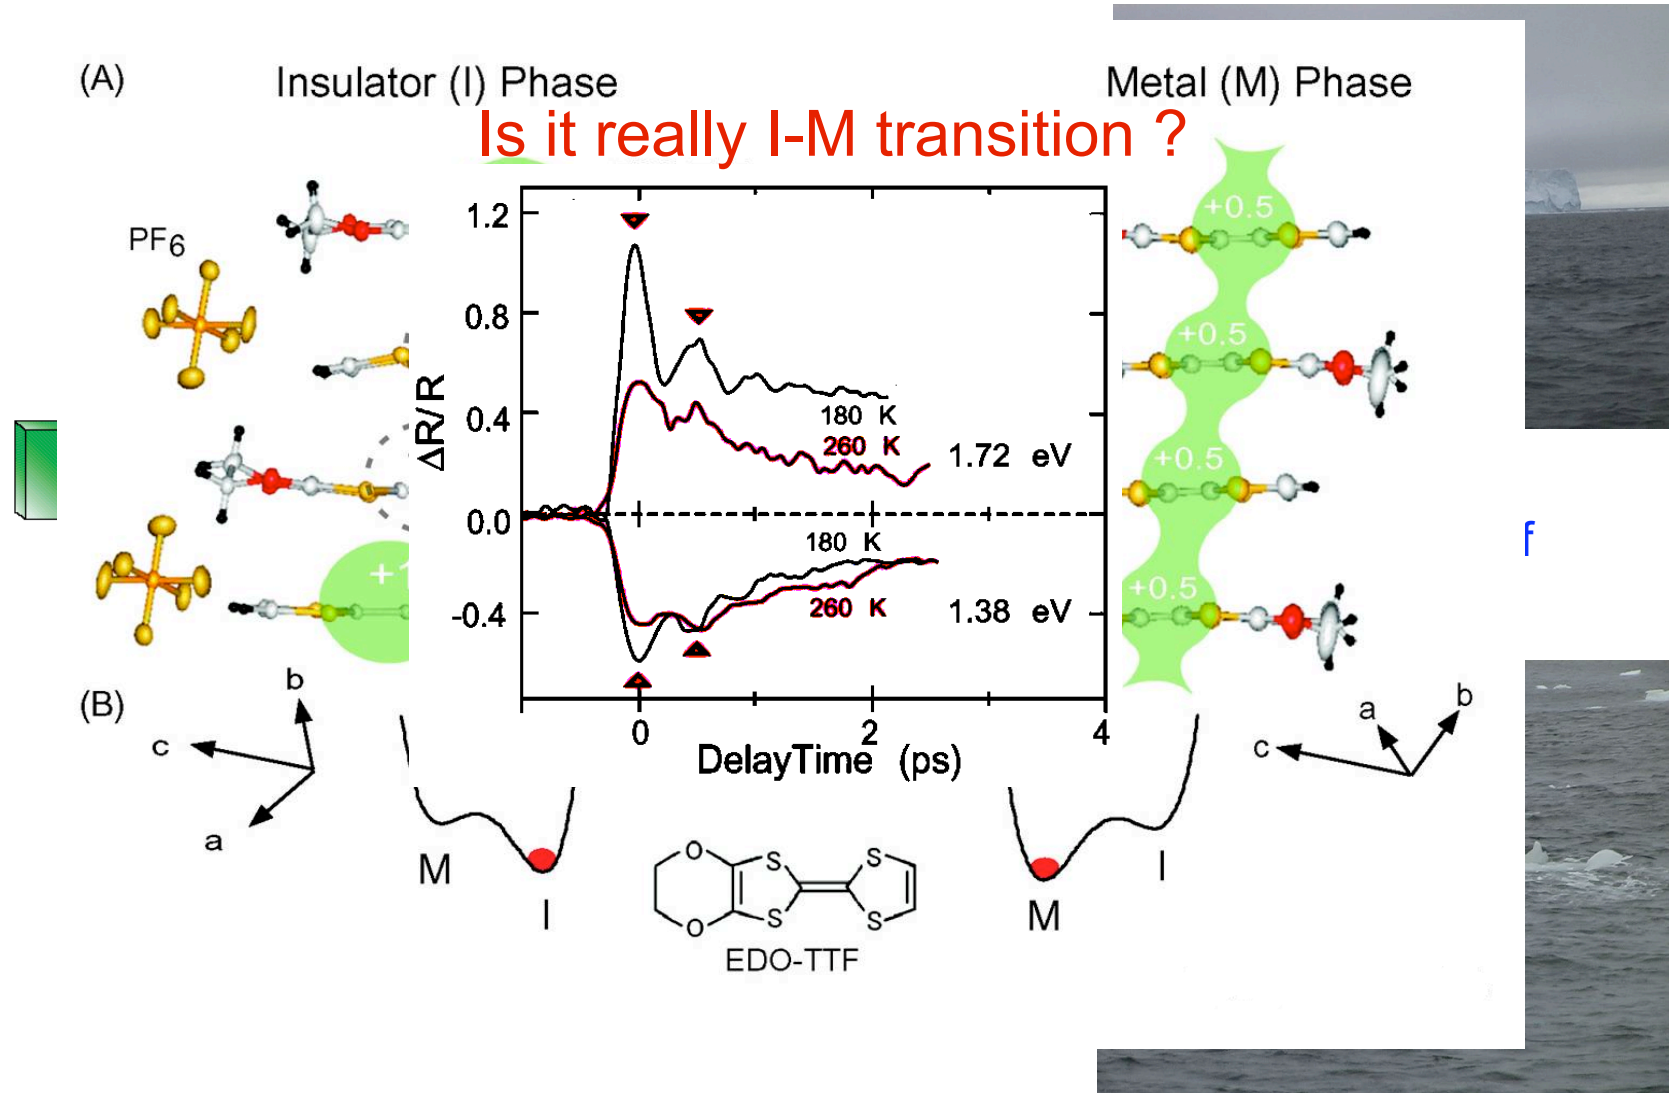 (A)
Insulator (I) Phase
Metal (M) Phase
Is it really I-M transition ?
PF6
+0.5
+0.5
+0.5
+0.5
+1
1.2
0.8
0.4
0.0
-0.4
ΔR/R
180 K
260 K
1.72 eV
180 K
260 K
1.38 eV
0
2
4
DelayTime (ps)
f
(B)
b
c
a
a
b
c
M
I
M
I
O
O
S
S
S
S
EDO-TTF